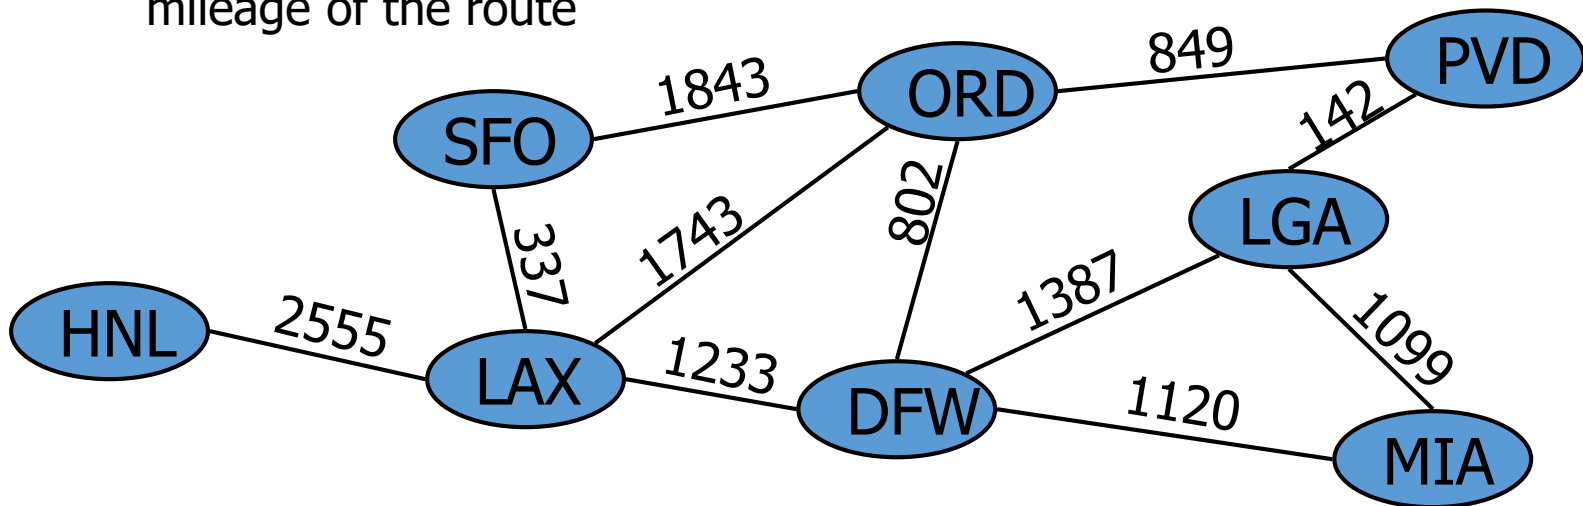 mileage of the route
849
PVD
1843
ORD
142
SFO
802
LGA
1743
337
1387
HNL
2555
1099
LAX
1233
DFW
1120
MIA